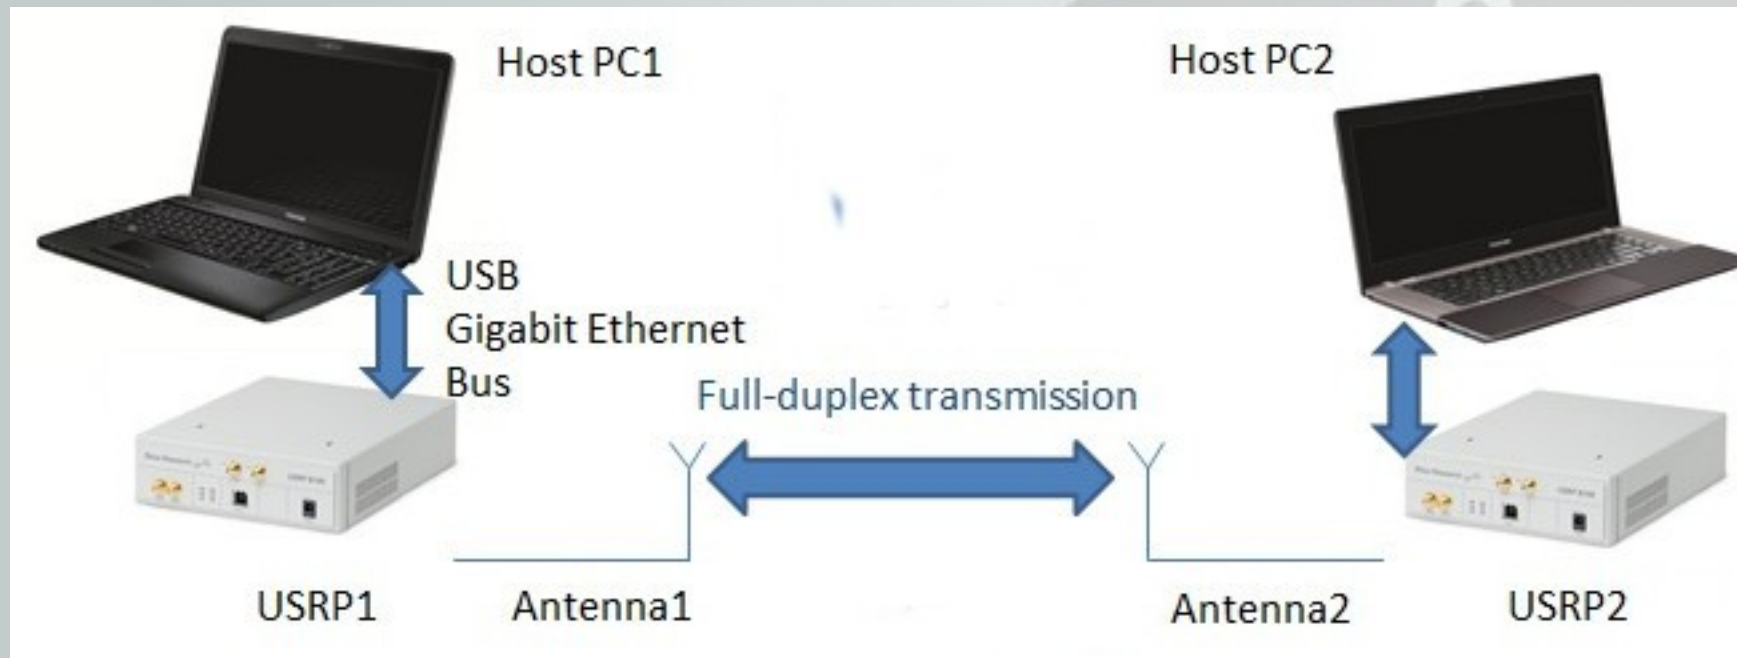 Host PC1
Host PC2
USB
Gigabit Ethernet
Bus
Full-duplex transmission
USRP1
Antenna1
Antenna2
USRP2